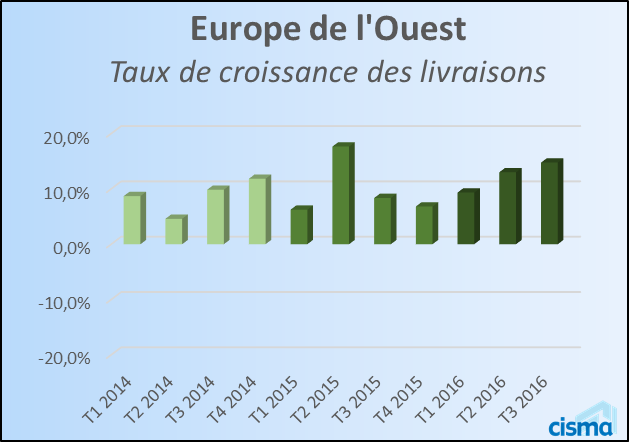 Europe de l'Ouest
Taux de croissance des livraisons
20,0%
10,0%
0,0%
-10,0%
-20,0%
T1 2014
T2 2014
T3 2014
T4 2014
T1 2015
T2 2015
T3 2015
T4 2015
T1 2016
T2 2016
T3 2016
cisma